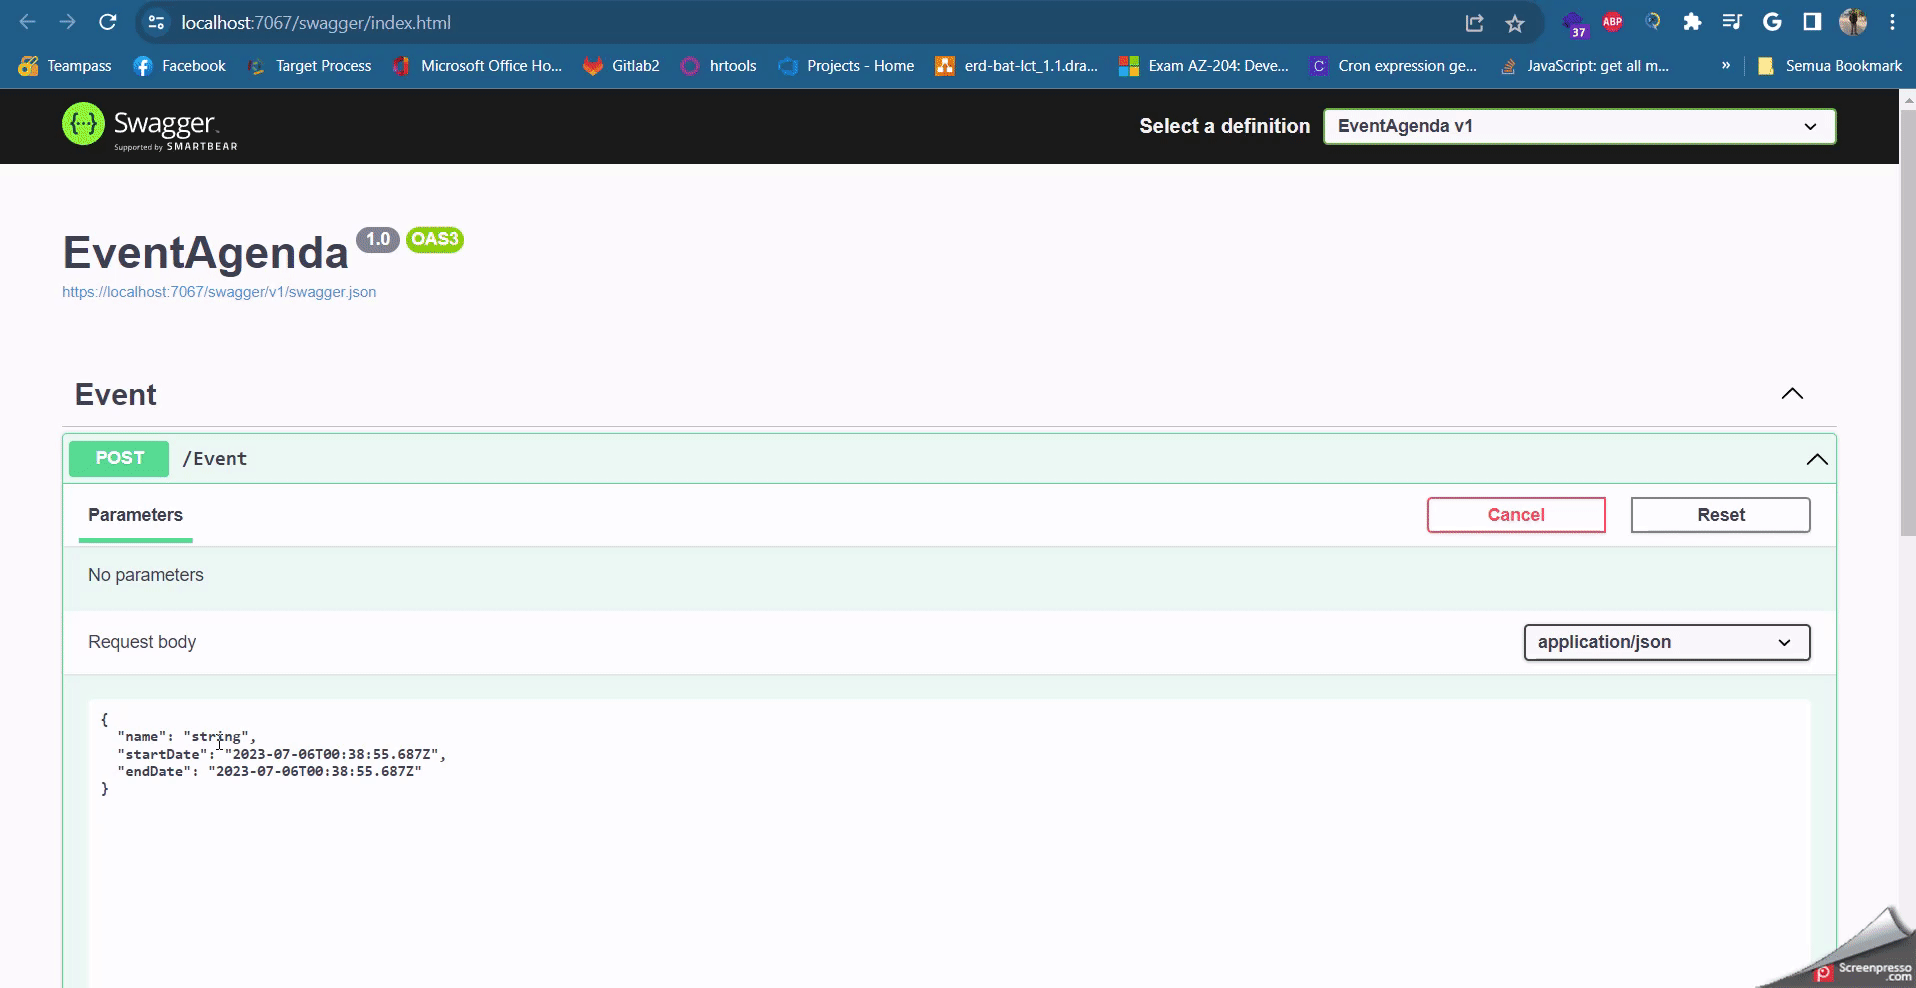 localhost:7067/swagger/index.html
37
ABP
Teampass
Facebook
Target Process
Microsoft Office Ho...
Gitlab2
hrtools
Projects - Home
erd-bat-lct_1.1.dra...
Exam AZ-204: Deve...
C
Cron expression ge...
JavaScript: get all m...
»
Semua Bookmark
{···}
Swagger™
Supported by SMARTBEAR
Select a definition
EventAgenda v1
EventAgenda 1.0 OAS3
https://localhost:7067/swagger/v1/swagger.json
Event
POST /Event
Parameters
Cancel
Reset
No parameters
Request body
application/json
{
"name": "string",
"startDate": "2023-07-06T00:38:55.687Z",
"endDate": "2023-07-06T00:38:55.687Z"
}
Screenpresso
.com